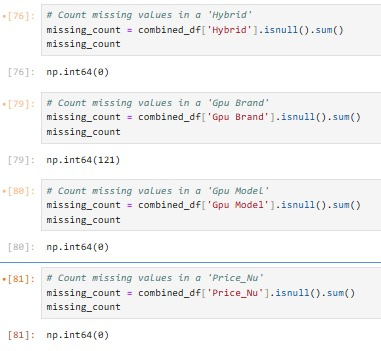 [76]: # Count missing values in a 'Hybrid'
missing_count = combined_df['Hybrid'].isnull().sum()
missing_count
[76]: np.int64(0)
[79]: # Count missing values in a 'Gpu Brand'
missing_count = combined_df['Gpu Brand'].isnull().sum()
missing_count
[79]: np.int64(121)
[80]: # Count missing values in a 'Gpu Model'
missing_count = combined_df['Gpu Model'].isnull().sum()
missing_count
[80]: np.int64(0)
[81]: # Count missing values in a 'Price_Nu'
missing_count = combined_df['Price_Nu'].isnull().sum()
missing_count
[81]: np.int64(0)